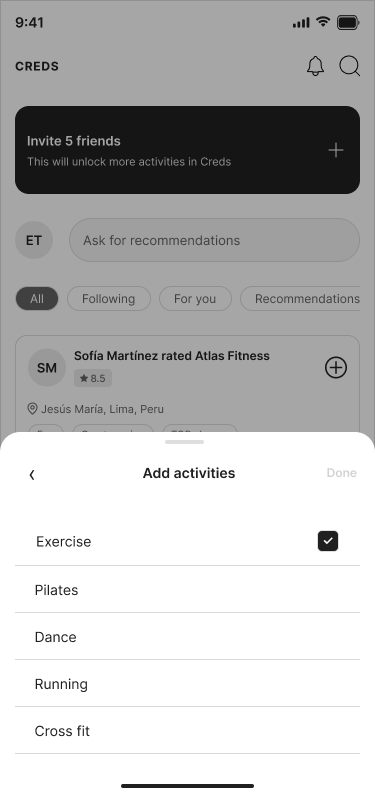 9:41
CREDS
Invite 5 friends
This will unlock more activities in Creds
ET
Ask for recommendations
All
Following
For you
Recommendations
SM
Sofía Martínez rated Atlas Fitness
8.5
Jesús María, Lima, Peru
Add activities
Done
Exercise
Pilates
Dance
Running
Cross fit